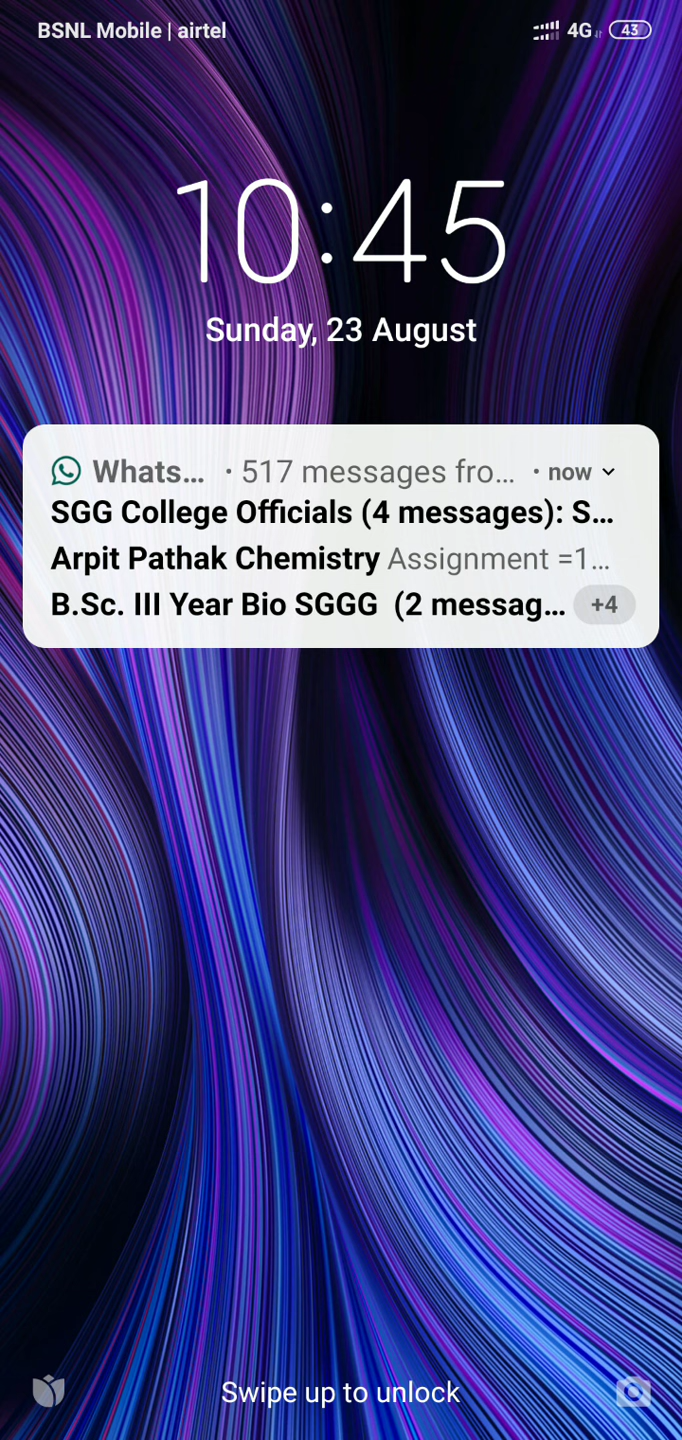 BSNL Mobile | airtel 4G 43
10:45
Sunday, 23 August
Whats... · 517 messages fro... · now
SGG College Officials (4 messages): S...
Arpit Pathak Chemistry Assignment =1...
B.Sc. III Year Bio SGGG (2 messag... +4
Swipe up to unlock